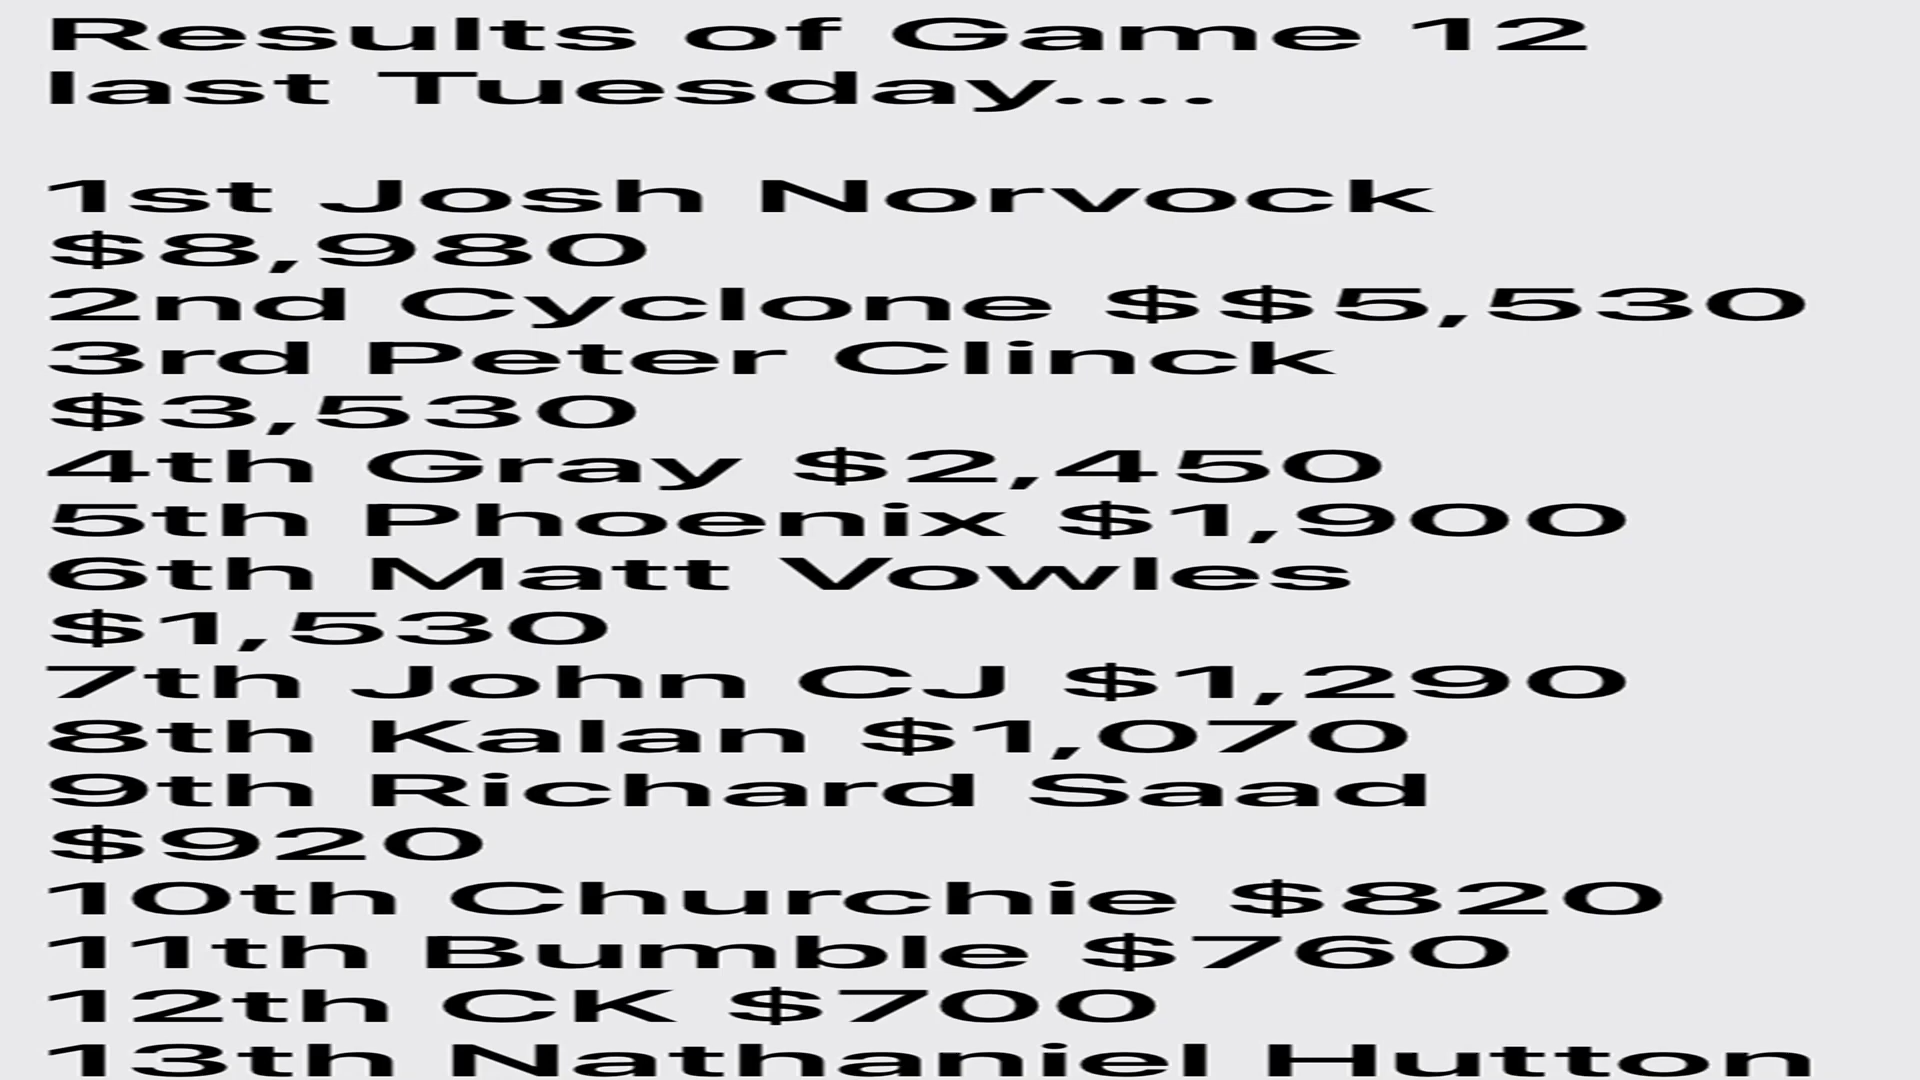 Results of Game 12
last Tuesday....
1st Josh Norvock
$8,980
2nd Cyclone $$5,530
3rd Peter Clinck
$3,530
4th Gray $2,450
5th Phoenix $1,900
6th Matt Vowles
$1,530
7th John CJ $1,290
8th Kalan $1,070
9th Richard Saad
$920
10th Churchie $820
11th Bumble $760
12th CK $700
13th Nathaniel Hutton